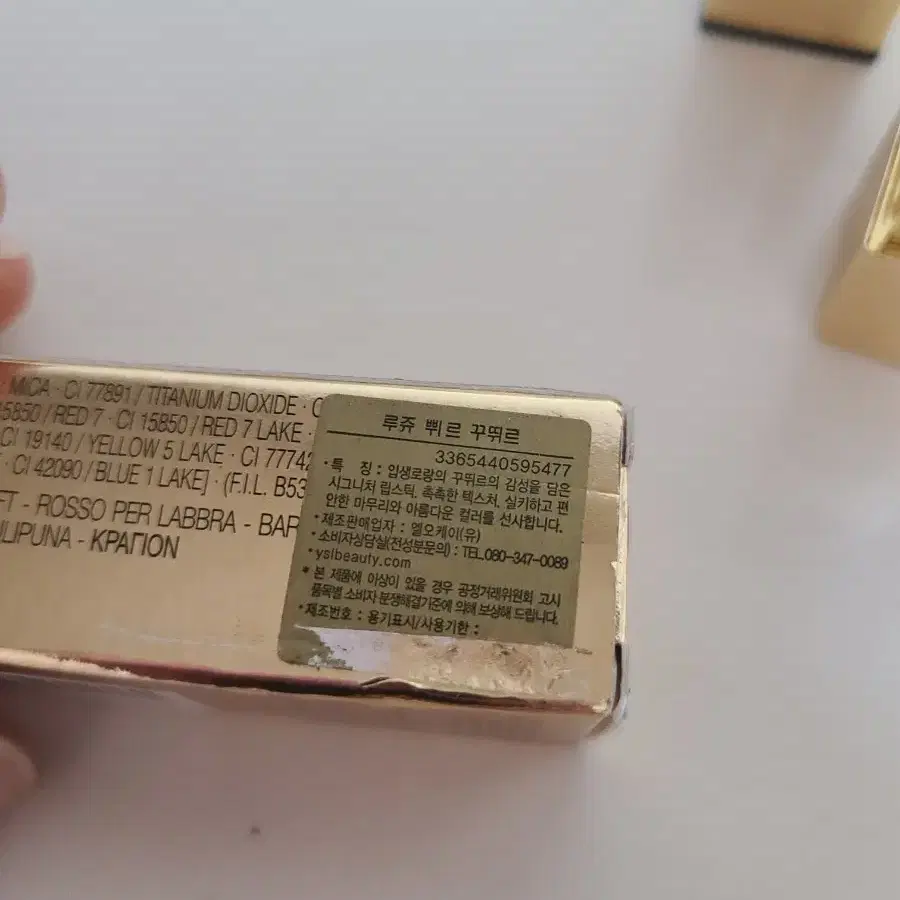 MICA · CI 77891 / TITANIUM DIOXIDE ·
15850 / RED 7 · CI 15850 / RED 7 LAKE ·
CI 19140 / YELLOW 5 LAKE · CI 7774
· CI 42090 / BLUE 1 LAKE] · (F.I.L. B53
FT - ROSSO PER LABBRA - BAR
ULIPUNA - ΚΡΑΓΙΟΝ
루쥬 쀠르 꾸뛰르
3365440595477
·특 징 : 입생로랑의 꾸뛰르의 감성을 담은
시그니처 립스틱. 촉촉한 텍스처, 실키하고 편
안한 마무리와 아름다운 컬러를 선사합니다.
·제조판매업자 : 엘오케이(유)
·소비자상담실(전성분문의) : TEL.080-347-0089
·yslbeauty.com
* 본 제품에 이상이 있을 경우 공정거래위원회 고시
품목별 소비자 분쟁해결기준에 의해 보상해 드립니다.
·제조번호 : 용기표시/사용기한 :